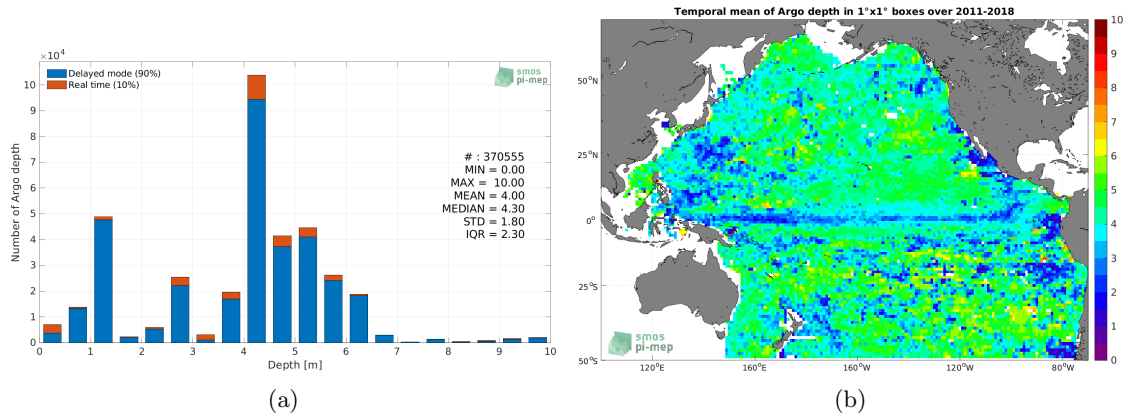 ×10⁴
Delayed mode (90%)
Real time (10%)
smos
pi-mep
# : 370555
MIN = 0.00
MAX = 10.00
MEAN = 4.00
MEDIAN = 4.30
STD = 1.80
IQR = 2.30
Number of Argo depth
10
9
8
7
6
5
4
3
2
1
0
0 1 2 3 4 5 6 7 8 9 10
Depth [m]
(a)
Temporal mean of Argo depth in 1°x1° boxes over 2011-2018
50°N
25°N
0°
25°S
50°S
120°E 160°E 160°W 120°W 80°W
smos
pi-mep
10
9
8
7
6
5
4
3
2
1
0
(b)